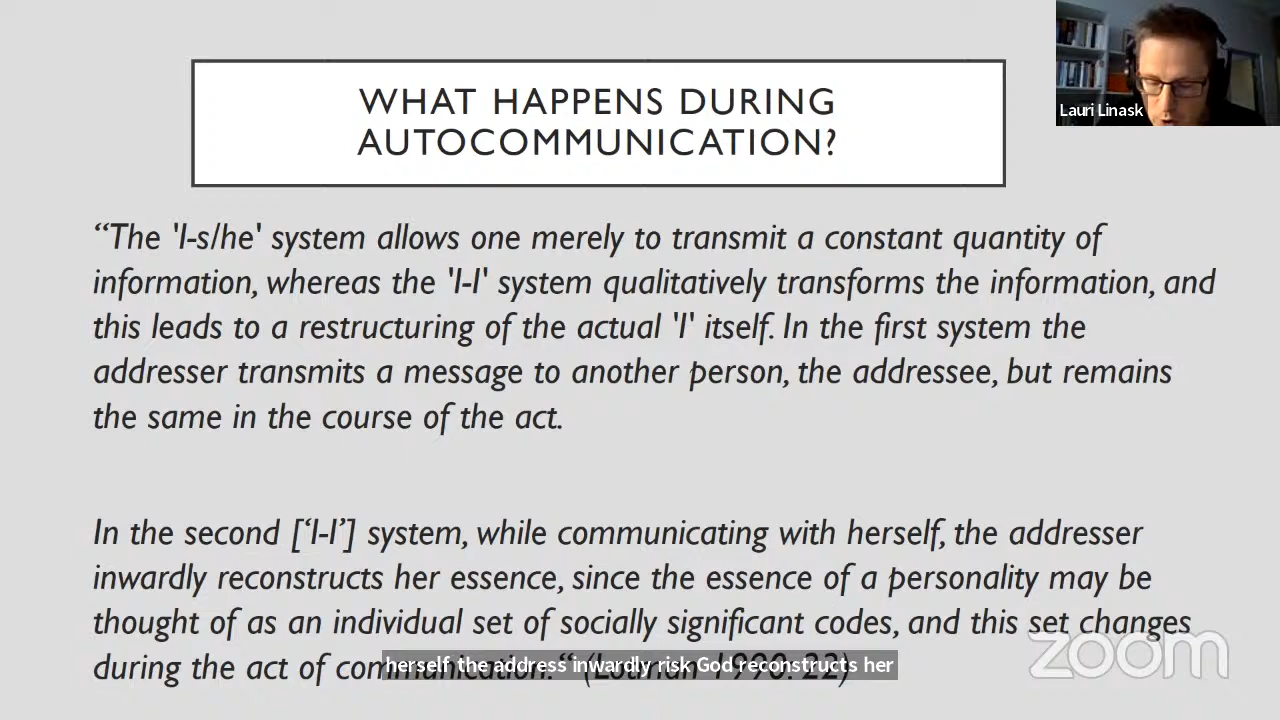 WHAT HAPPENS DURING
AUTOCOMMUNICATION?
Lauri Linask
“The 'I-s/he' system allows one merely to transmit a constant quantity of
information, whereas the 'I-I' system qualitatively transforms the information, and
this leads to a restructuring of the actual 'I' itself. In the first system the
addresser transmits a message to another person, the addressee, but remains
the same in the course of the act.
In the second [‘I-I’] system, while communicating with herself, the addresser
inwardly reconstructs her essence, since the essence of a personality may be
thought of as an individual set of socially significant codes, and this set changes
during the act of communication.“ (Lotman 1990: 22)
herself the address inwardly risk God reconstructs her
zoom